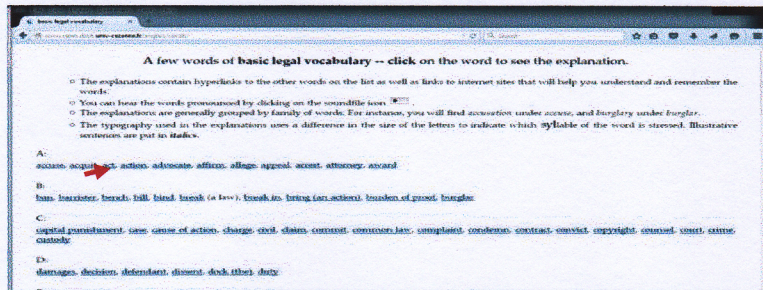 basic legal vocabulary
Search
A few words of basic legal vocabulary -- click on the word to see the explanation.
The explanations contain hyperlinks to the other words on the list as well as links to internet sites that will help you understand and remember the
words.
You can hear the words pronounced by clicking on the soundfile icon .
The explanations are generally grouped by family of words. For instance, you will find accusation under accuse, and burglary under burglar.
The typography used in the explanations uses a difference in the size of the letters to indicate which syllable of the word is stressed. Illustrative
sentences are put in italics.
A:
accuse, acquit, act, action, advocate, affirm, allege, appeal, arrest, attorney, award
B:
ban, barrister, bench, bill, bind, break (a law), break in, bring (an action), burden of proof, burglar
C:
capital punishment, case, cause of action, charge, civil, claim, commit, common law, complaint, condemn, contract, convict, copyright, counsel, court, crime,
custody
D:
damages, decision, defendant, dissent, dock (the), duty